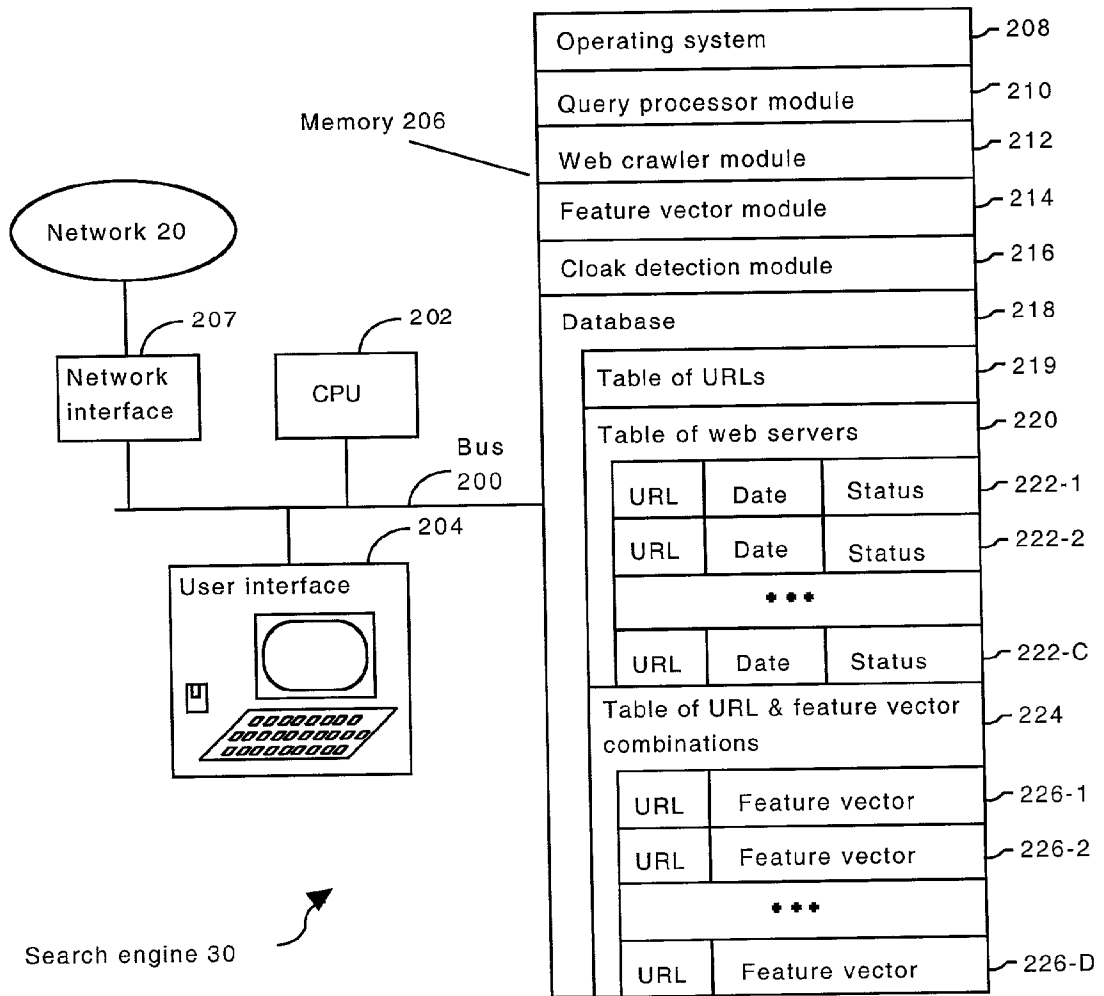 Operating system 208
Query processor module 210
Memory 206
Web crawler module 212
Feature vector module 214
Network 20
Cloak detection module 216
Database 218
207
202
Network
interface
CPU
Table of URLs 219
Table of web servers 220
Bus
200
URL Date Status 222-1
204
URL Date Status 222-2
•••
User interface
URL Date Status 222-C
Table of URL & feature vector
combinations
224
URL Feature vector 226-1
URL Feature vector 226-2
•••
Search engine 30
URL Feature vector 226-D